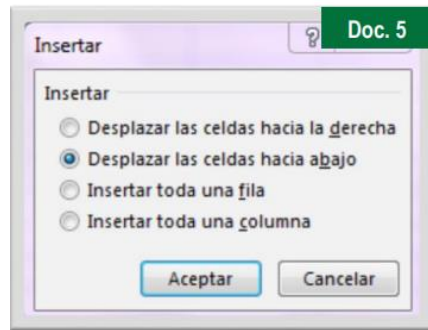 Doc. 5
Insertar
Insertar
Desplazar las celdas hacia la derecha
Desplazar las celdas hacia abajo
Insertar toda una fila
Insertar toda una columna
Aceptar
Cancelar